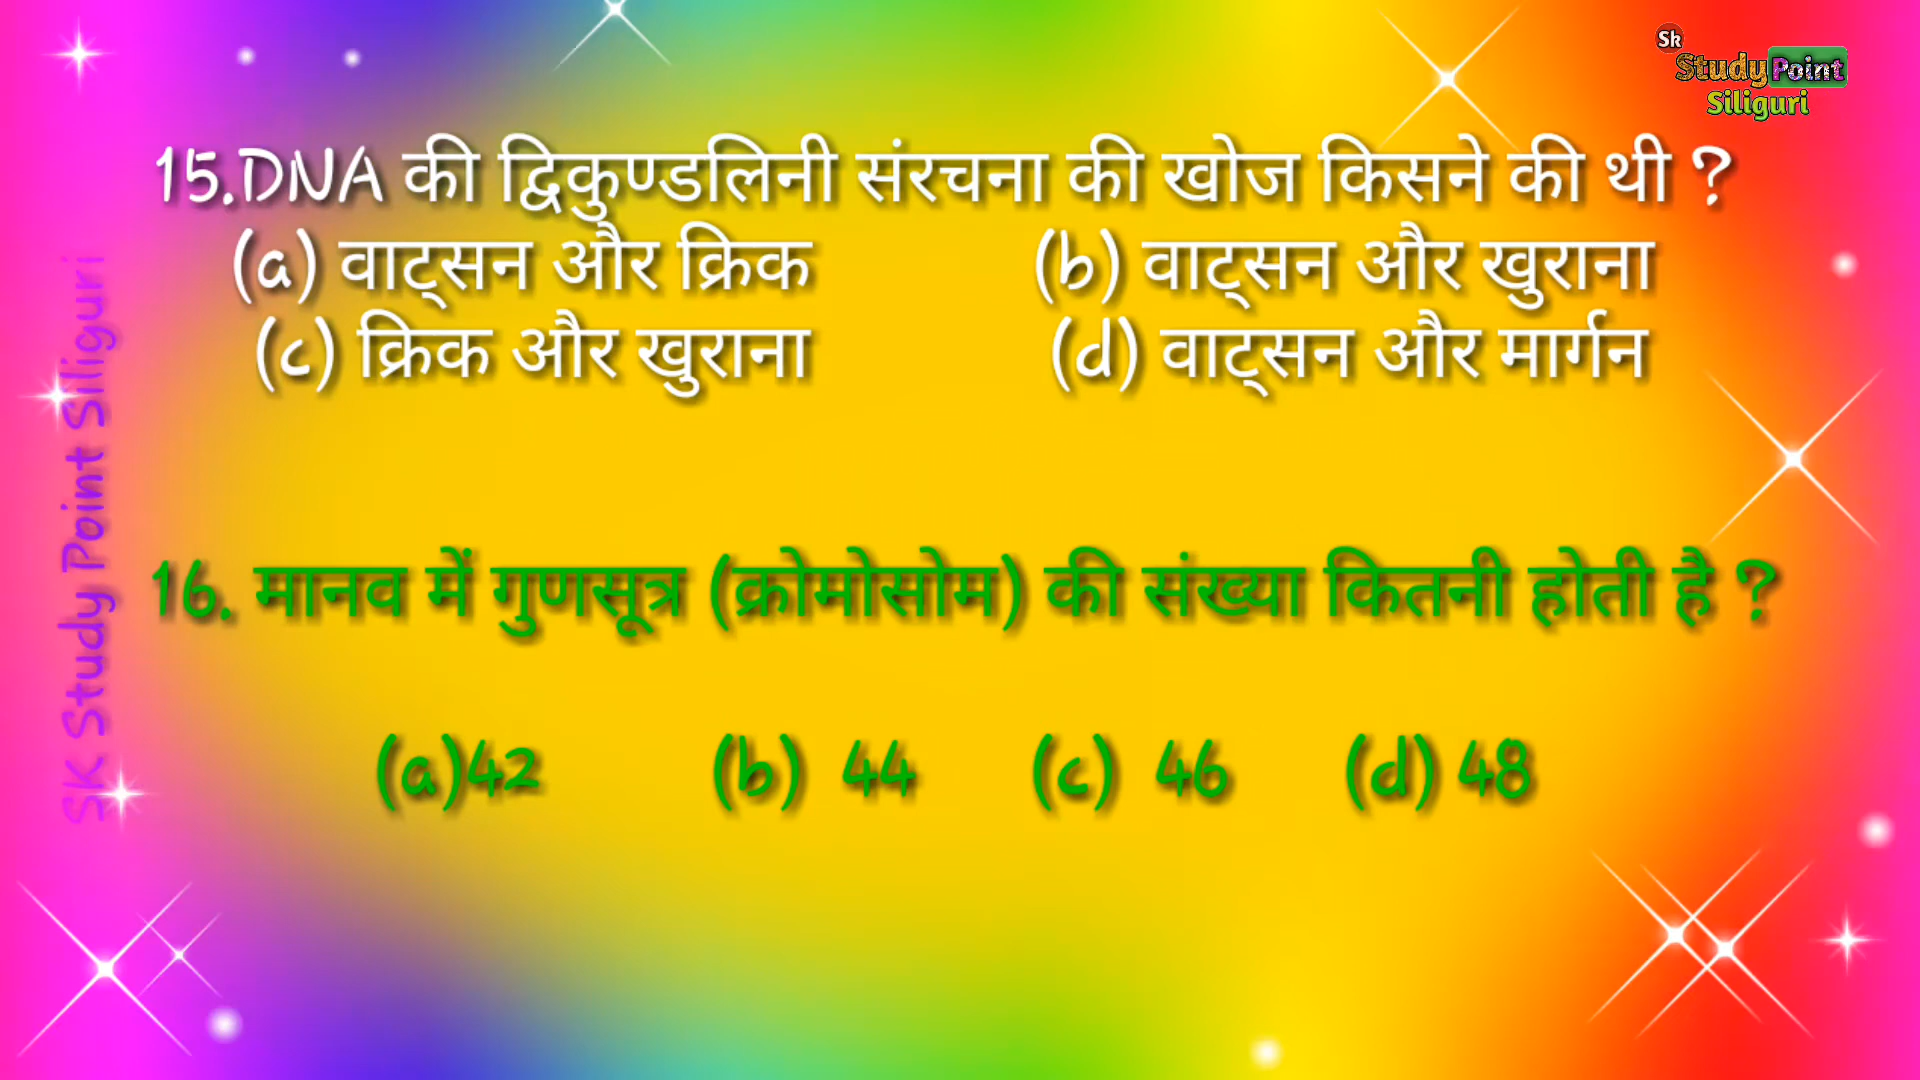 Sk
Study Point
Siliguri
15.DNA की द्विकुण्डलिनी संरचना की खोज किसने की थी ?
(a) वाट्सन और क्रिक (b) वाट्सन और खुराना
(c) क्रिक और खुराना (d) वाट्सन और मार्गन
16. मानव में गुणसूत्र (क्रोमोसोम) की संख्या कितनी होती है ?
(a)42 (b) 44 (c) 46 (d) 48
SK Study Point Siliguri